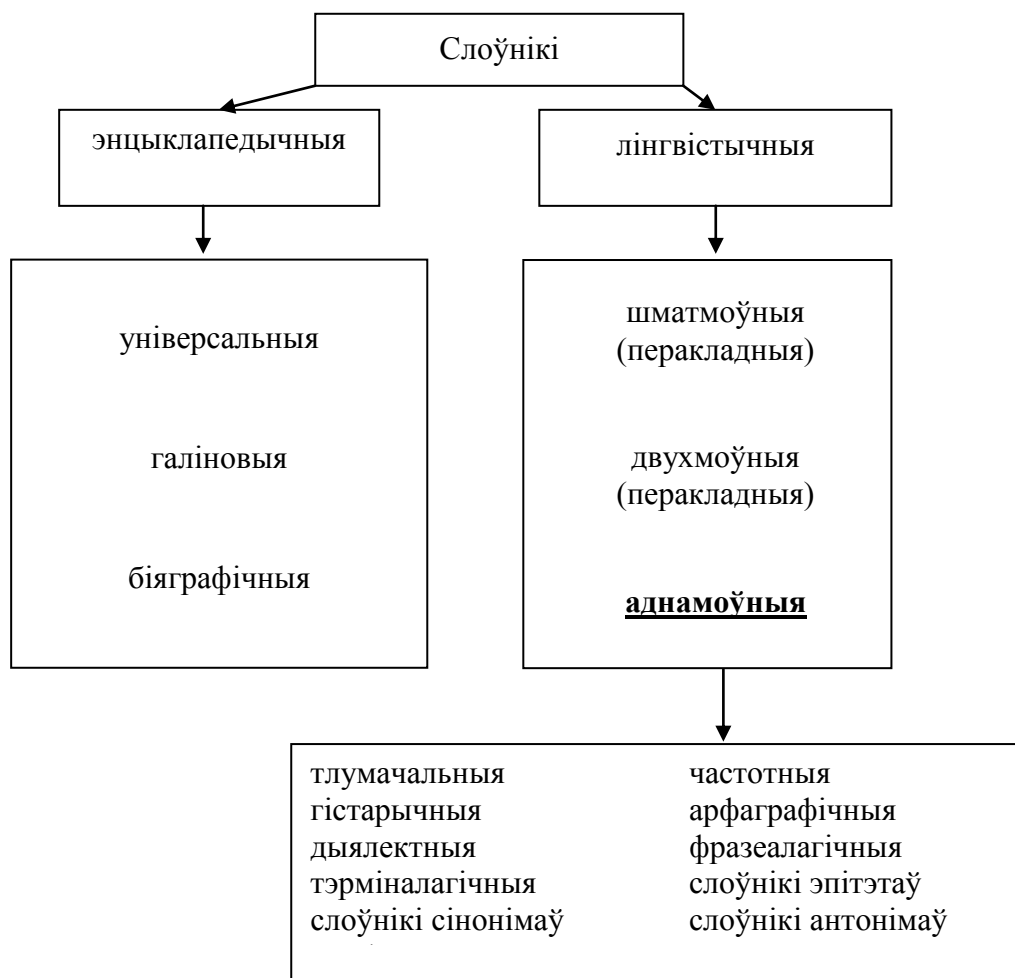 Слоўнікі
энцыклапедычныя
лінгвістычныя
універсальныя
галіновыя
біяграфічныя
шматмоўныя
(перакладныя)
двухмоўныя
(перакладныя)
аднамоўныя
тлумачальныя
гістарычныя
дыялектныя
тэрміналагічныя
слоўнікі сінонімаў
частотныя
арфаграфічныя
фразеалагічныя
слоўнікі эпітэтаў
слоўнікі антонімаў